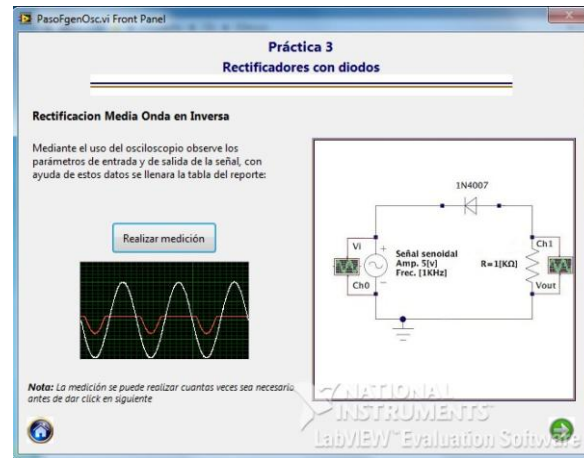 PasoFgenOsc.vi Front Panel
Práctica 3
Rectificadores con diodos
Rectificacion Media Onda en Inversa
Mediante el uso del osciloscopio observe los
parámetros de entrada y de salida de la señal, con
ayuda de estos datos se llenara la tabla del reporte:
Realizar medición
Nota: La medición se puede realizar cuantas veces sea necesaria
antes de dar click en siguiente
1N4007
Vi
+
Señal senoidal
Amp. 5[v]
Frec. [1KHz]
-
Ch0
R=1[KΩ]
Ch1
Vout
NATIONAL
INSTRUMENTS
LabVIEW Evaluation Software